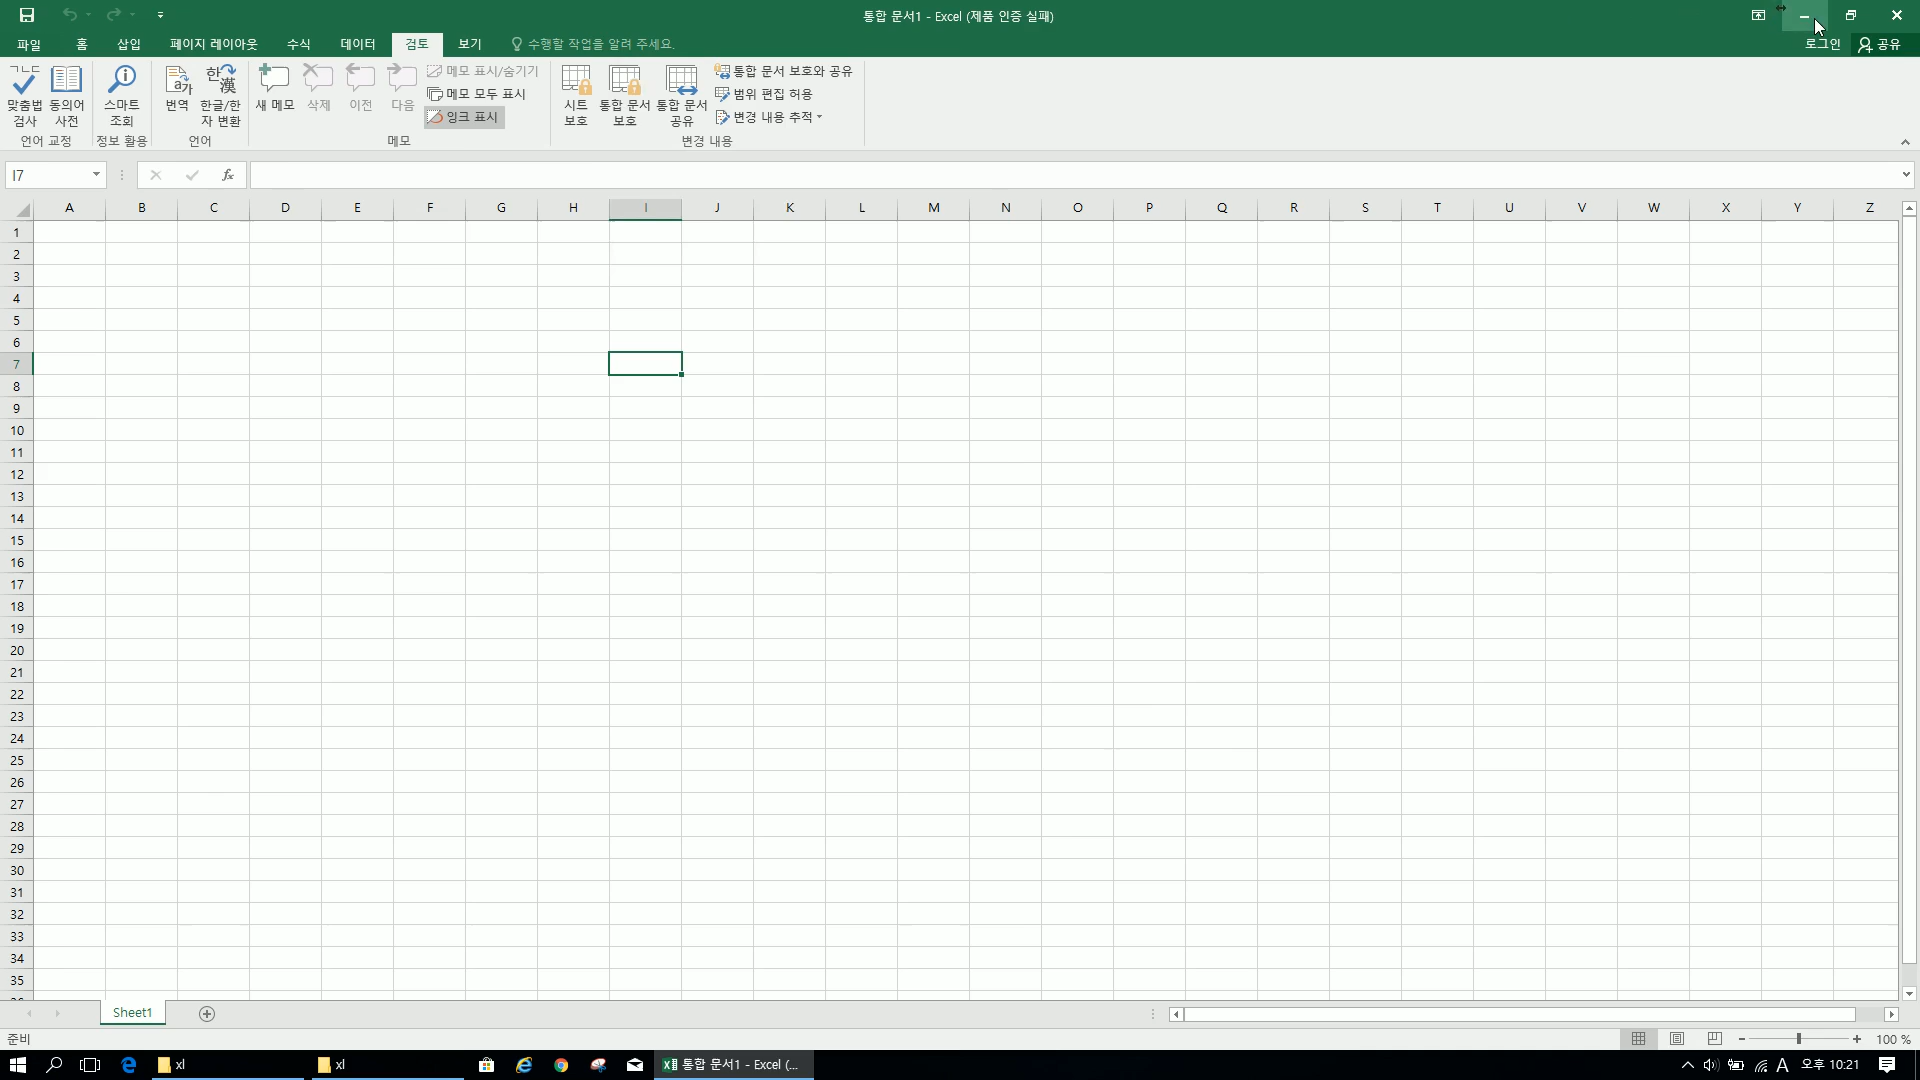 통합 문서1 - Excel (제품 인증 실패)
파일 홈 삽입 페이지 레이아웃 수식 데이터 검토 보기 수행할 작업을 알려 주세요. 로그인 공유
맞춤법 검사
동의어 사전
언어 교정
스마트 조회
정보 활용
번역
한글/한자 변환
언어
새 메모
삭제
이전
다음
메모 표시/숨기기
메모 모두 표시
잉크 표시
메모
시트 보호
통합 문서 보호
통합 문서 공유
통합 문서 보호와 공유
범위 편집 허용
변경 내용 추적
변경 내용
I7
fx
A B C D E F G H I J K L M N O P Q R S T U V W X Y Z
1
2
3
4
5
6
7
8
9
10
11
12
13
14
15
16
17
18
19
20
21
22
23
24
25
26
27
28
29
30
31
32
33
34
35
Sheet1
준비 100 %
xl xl 통합 문서1 - Excel (... A 오후 10:21